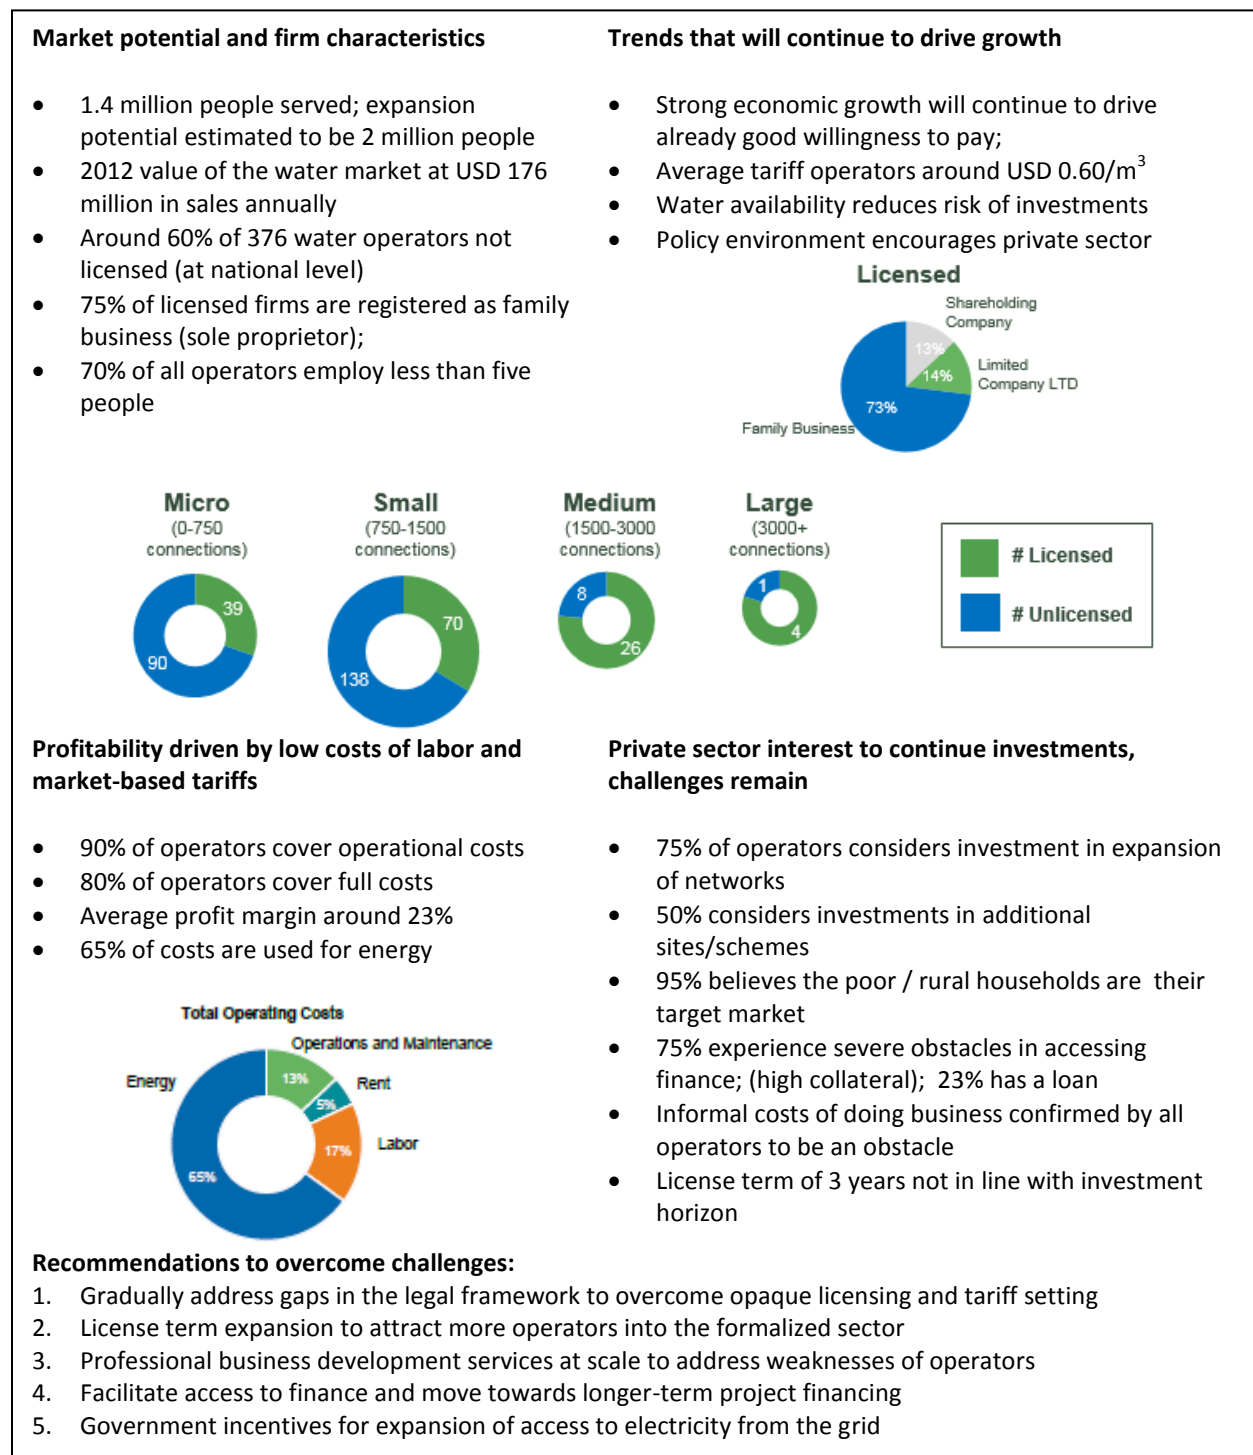 Market potential and firm characteristics
• 1.4 million people served; expansion
potential estimated to be 2 million people
• 2012 value of the water market at USD 176
million in sales annually
• Around 60% of 376 water operators not
licensed (at national level)
• 75% of licensed firms are registered as family
business (sole proprietor);
• 70% of all operators employ less than five
people
Trends that will continue to drive growth
• Strong economic growth will continue to drive
already good willingness to pay;
• Average tariff operators around USD 0.60/m³
• Water availability reduces risk of investments
• Policy environment encourages private sector
Licensed
Shareholding
Company
13%
Limited
Company LTD
14%
73%
Family Business
Micro
(0-750
connections)
39
90
Small
(750-1500
connections)
70
138
Medium
(1500-3000
connections)
8
26
Large
(3000+
connections)
1
4
# Licensed
# Unlicensed
Profitability driven by low costs of labor and
market-based tariffs
• 90% of operators cover operational costs
• 80% of operators cover full costs
• Average profit margin around 23%
• 65% of costs are used for energy
Total Operating Costs
Operations and Maintenance
Energy
13%
Rent
5%
Labor
17%
65%
Private sector interest to continue investments,
challenges remain
• 75% of operators considers investment in expansion
of networks
• 50% considers investments in additional
sites/schemes
• 95% believes the poor / rural households are their
target market
• 75% experience severe obstacles in accessing
finance; (high collateral); 23% has a loan
• Informal costs of doing business confirmed by all
operators to be an obstacle
• License term of 3 years not in line with investment
horizon
Recommendations to overcome challenges:
1. Gradually address gaps in the legal framework to overcome opaque licensing and tariff setting
2. License term expansion to attract more operators into the formalized sector
3. Professional business development services at scale to address weaknesses of operators
4. Facilitate access to finance and move towards longer-term project financing
5. Government incentives for expansion of access to electricity from the grid